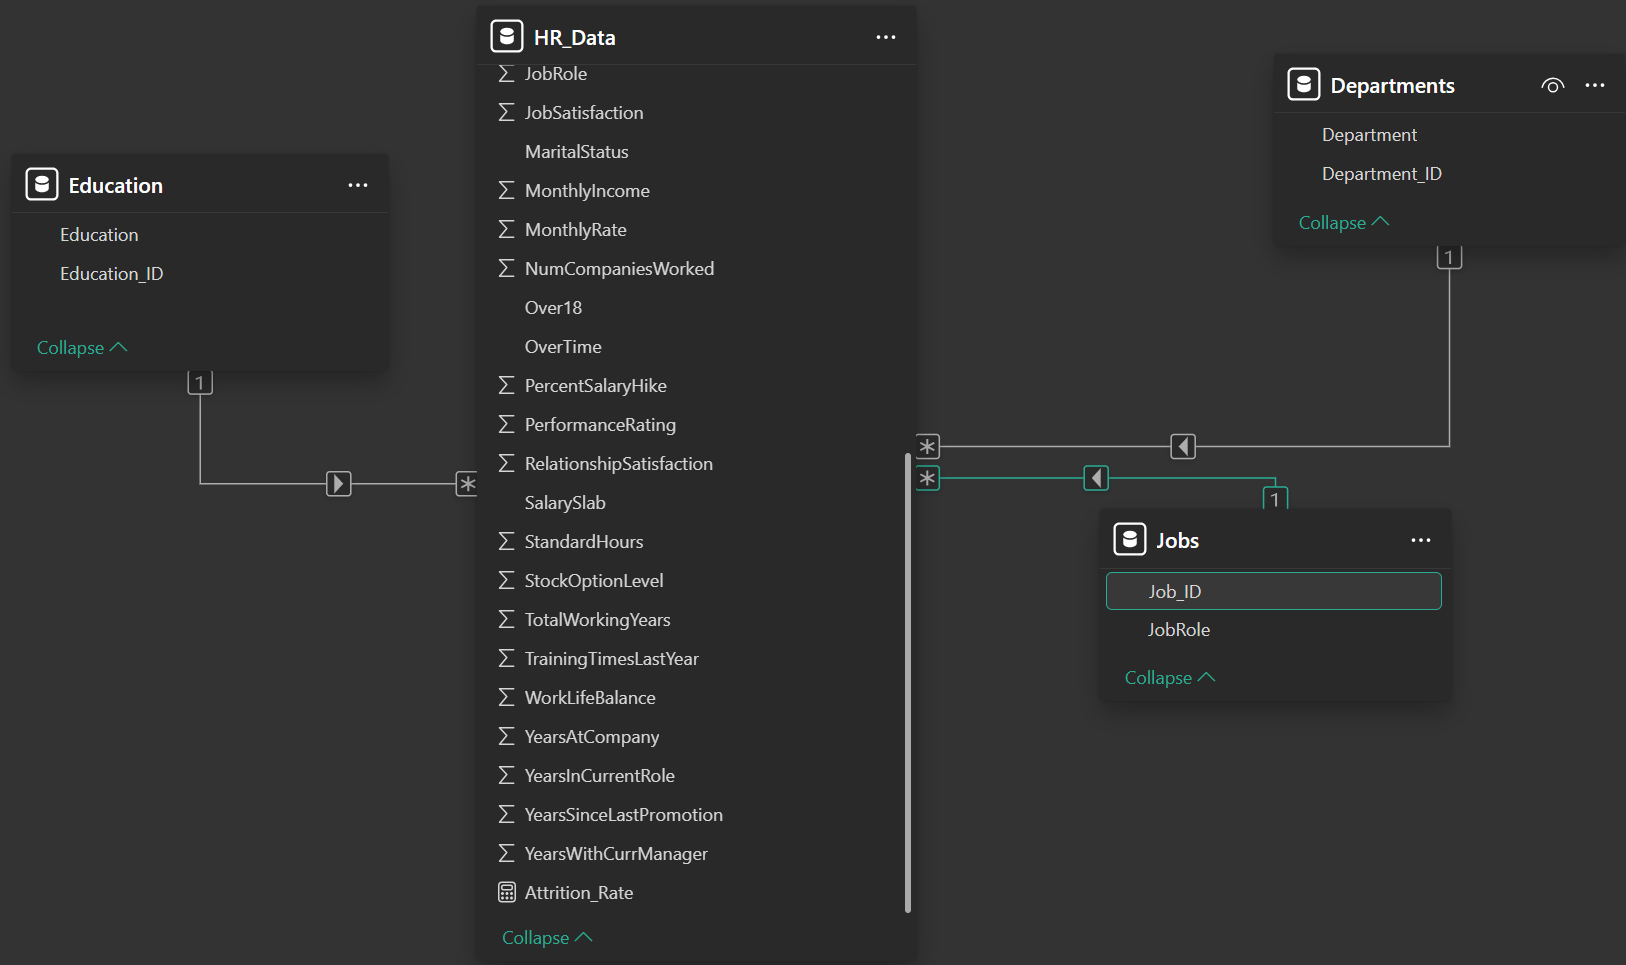 Education
Education
Education_ID
Collapse
1
*
HR_Data
JobRole
JobSatisfaction
MaritalStatus
MonthlyIncome
MonthlyRate
NumCompaniesWorked
Over18
OverTime
PercentSalaryHike
PerformanceRating
RelationshipSatisfaction
SalarySlab
StandardHours
StockOptionLevel
TotalWorkingYears
TrainingTimesLastYear
WorkLifeBalance
YearsAtCompany
YearsInCurrentRole
YearsSinceLastPromotion
YearsWithCurrManager
Attrition_Rate
Collapse
Departments
Department
Department_ID
Collapse
1
*
*
1
Jobs
Job_ID
JobRole
Collapse